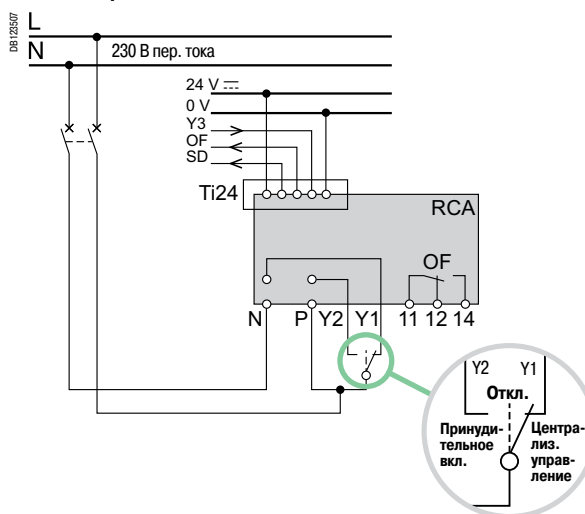 DB123507
L
N
230 В пер. тока
24 V
0 V
Y3
OF
SD
Ti24
RCA
OF
N P Y2 Y1 11 12 14
Y2 Y1
Откл.
Принуди-
тельное
вкл.
Центра-
лиз.
управ-
ление